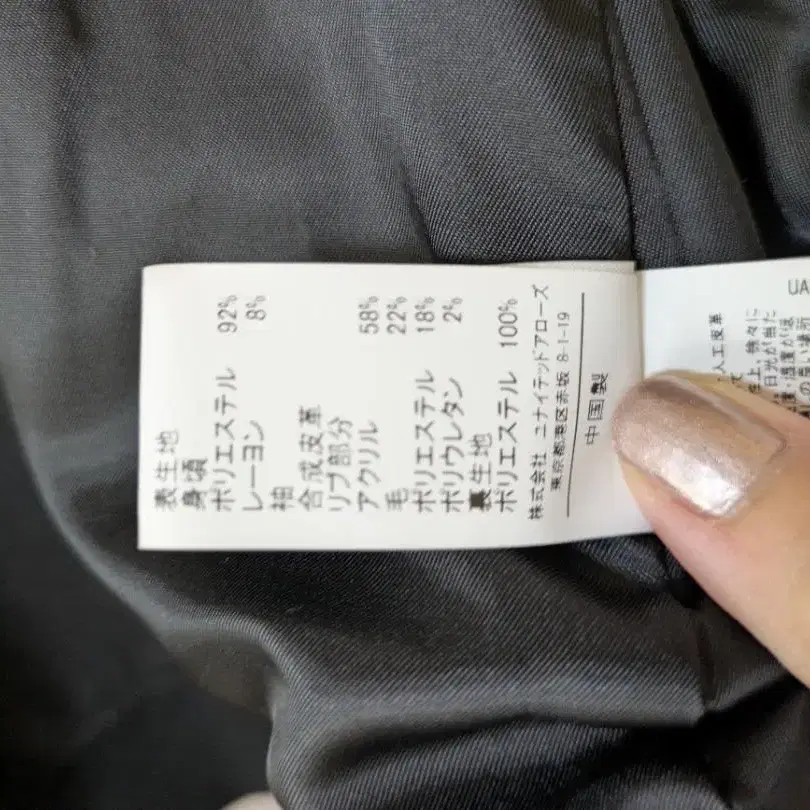 表生地
身頃
ポリエステル 92%
レーヨン 8%
袖
合成皮革
リブ部分
アクリル 58%
毛 22%
ポリエステル 18%
ポリウレタン 2%
裏生地
ポリエステル 100%
株式会社 ユナイテッドアローズ
東京都港区赤坂 8-1-19
中国製
UA
人工皮革